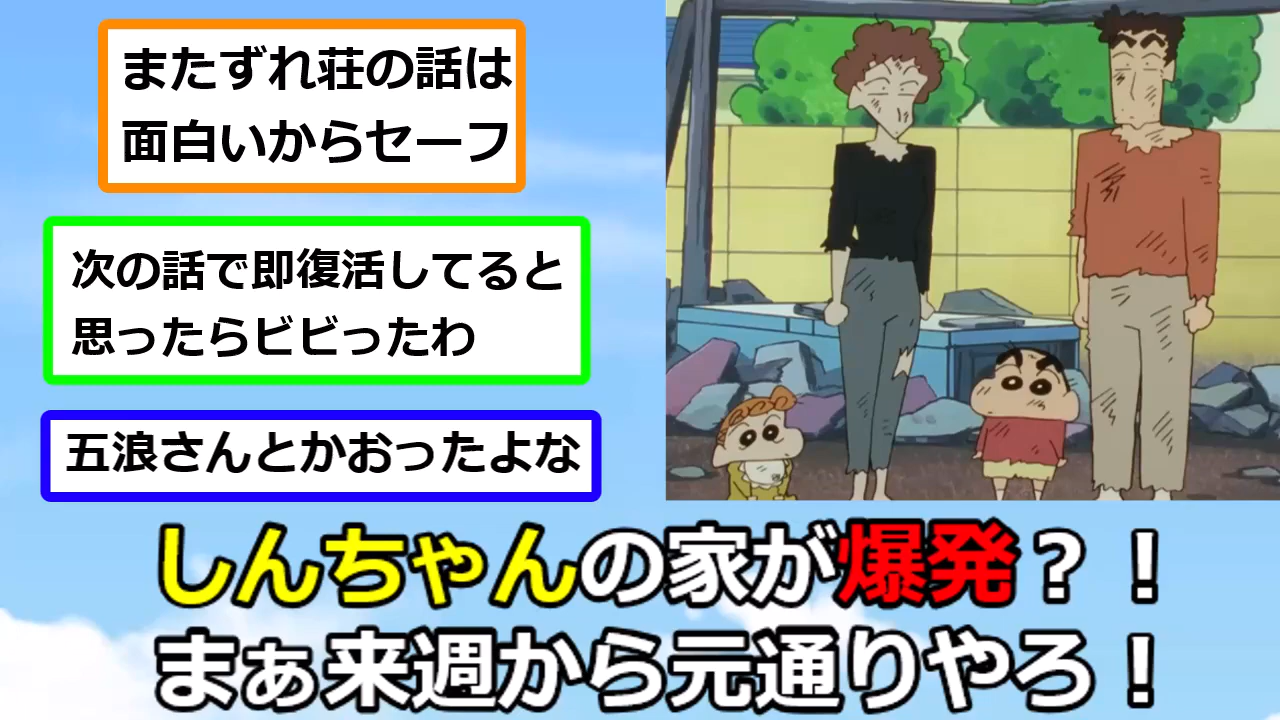 またずれ荘の話は
面白いからセーフ
次の話で即復活してると
思ったらビビったわ
五浪さんとかおったよな
しんちゃんの家が爆発？！
まぁ来週から元通りやろ！